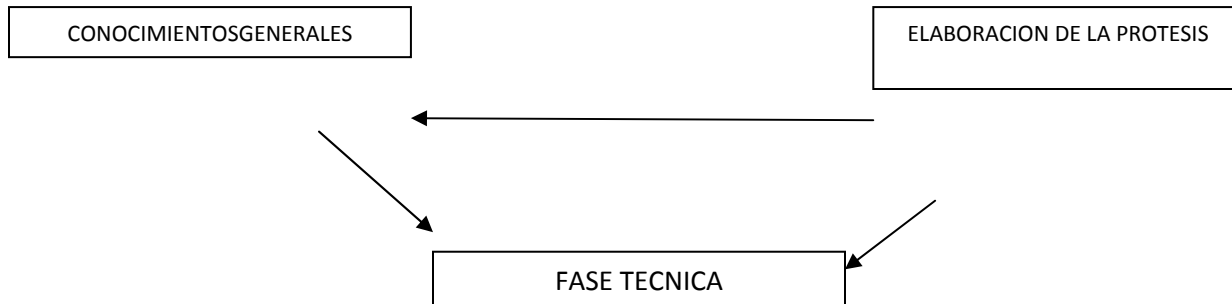 CONOCIMIENTOSGENERALES
ELABORACION DE LA PROTESIS
FASE TECNICA